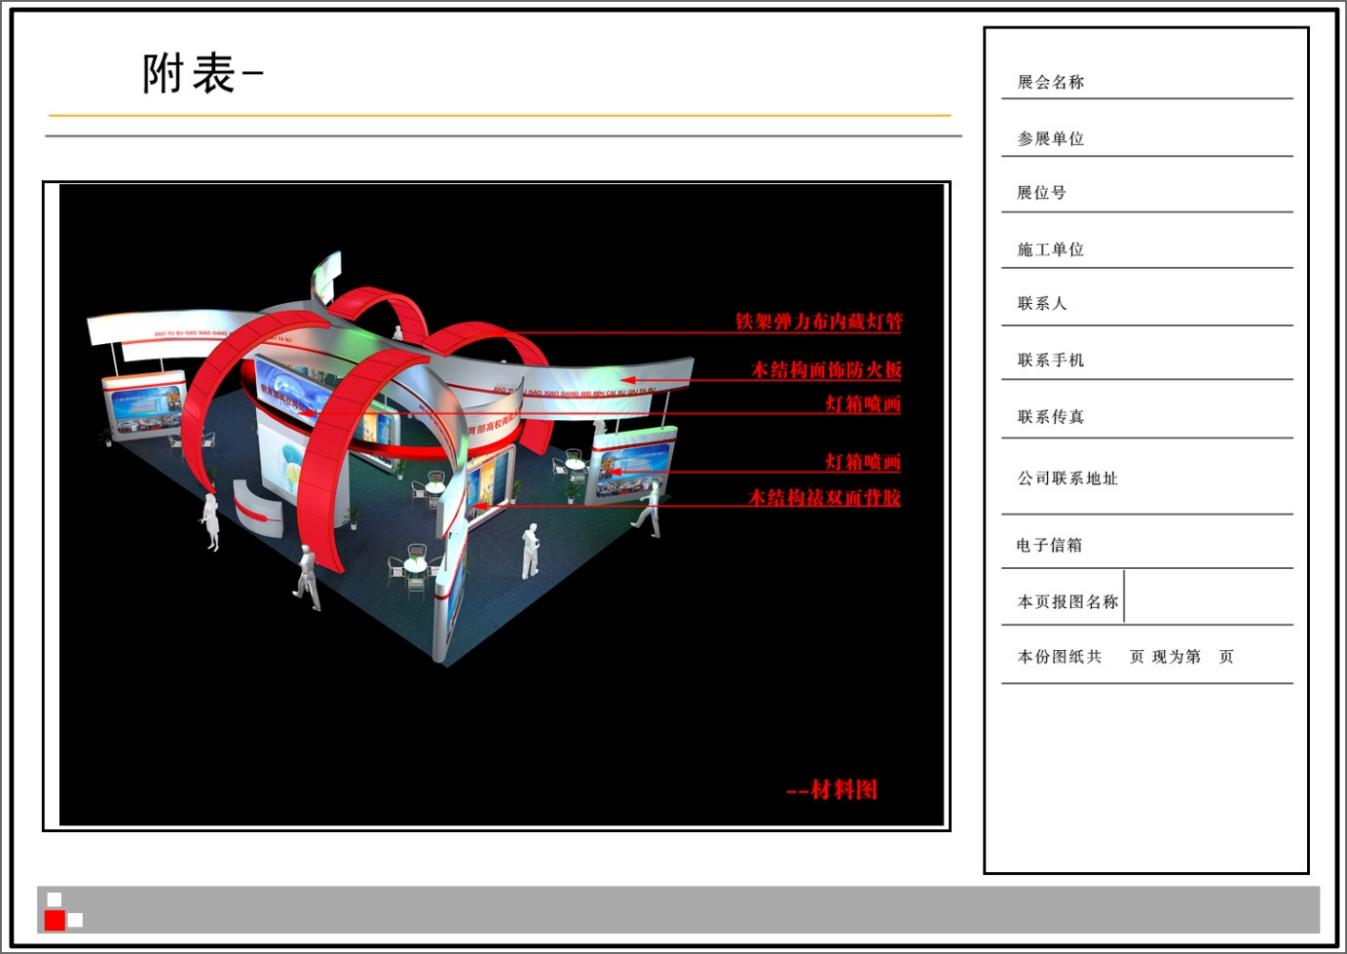 附表-
铁架弹力布内藏灯管
木结构面饰防火板
灯箱喷画
灯箱喷画
木结构裱双面背胶
--材料图
展会名称
参展单位
展位号
施工单位
联系人
联系手机
联系传真
公司联系地址
电子信箱
本页报图名称
本份图纸共 页 现为第 页